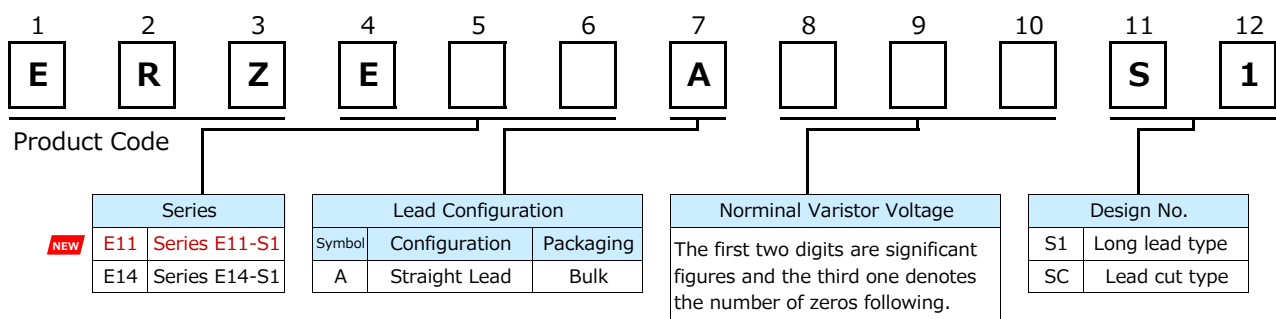 1 2 3 4 5 6 7 8 9 10 11 12
E R Z E A S 1
Product Code
Series
NEW E11 Series E11-S1
E14 Series E14-S1
Lead Configuration
Symbol Configuration Packaging
A Straight Lead Bulk
Norminal Varistor Voltage
The first two digits are significant
figures and the third one denotes
the number of zeros following.
Design No.
S1 Long lead type
SC Lead cut type